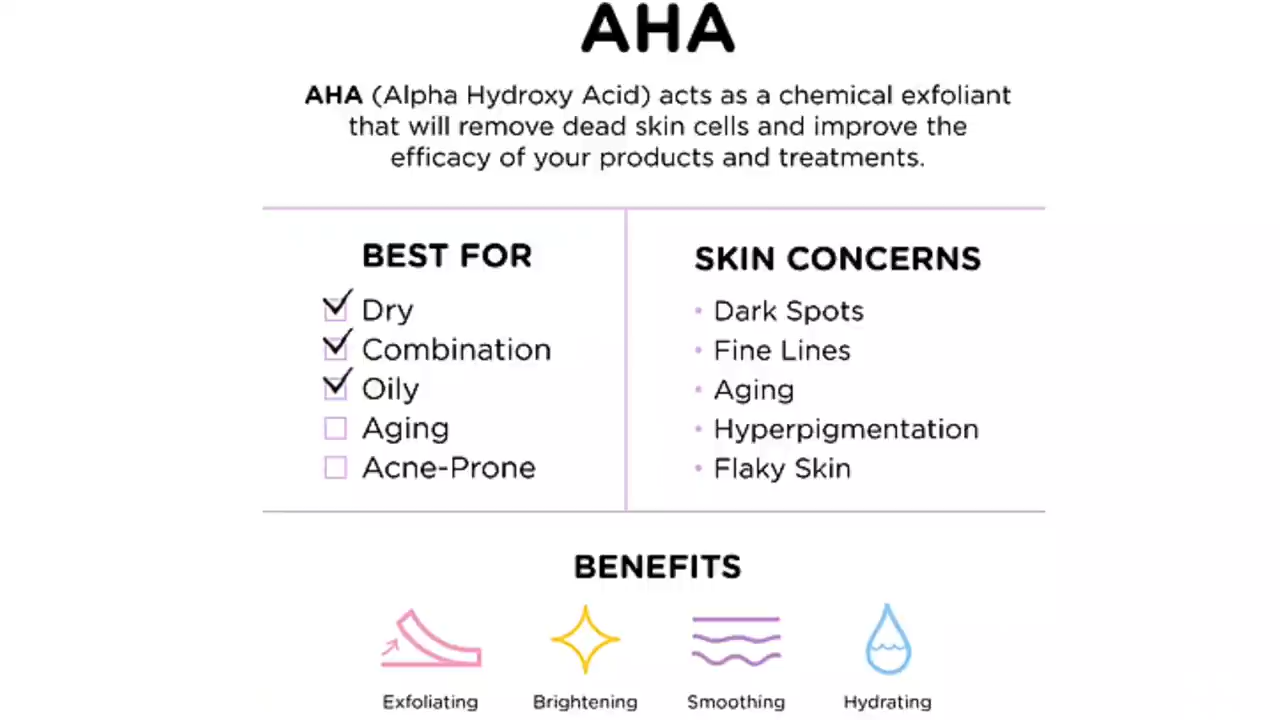 AHA
AHA (Alpha Hydroxy Acid) acts as a chemical exfoliant
that will remove dead skin cells and improve the
efficacy of your products and treatments.
BEST FOR
Dry
Combination
Oily
Aging
Acne-Prone
SKIN CONCERNS
Dark Spots
Fine Lines
Aging
Hyperpigmentation
Flaky Skin
BENEFITS
Exfoliating
Brightening
Smoothing
Hydrating